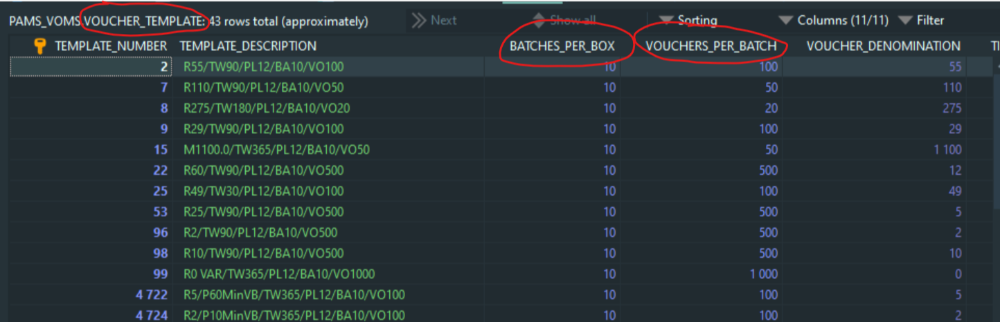 PAMS_VOMS.VOUCHER_TEMPLATE: 43 rows total (approximately) Next Show all Sorting Columns (11/11) Filter
TEMPLATE_NUMBER TEMPLATE_DESCRIPTION BATCHES_PER_BOX VOUCHERS_PER_BATCH VOUCHER_DENOMINATION TI
2 R55/TW90/PL12/BA10/VO100 10 100 55
7 R110/TW90/PL12/BA10/VO50 10 50 110
8 R275/TW180/PL12/BA10/VO20 10 20 275
9 R29/TW90/PL12/BA10/VO100 10 100 29
15 M1100.0/TW365/PL12/BA10/VO50 10 50 1 100
22 R60/TW90/PL12/BA10/VO500 10 500 12
25 R49/TW30/PL12/BA10/VO100 10 100 49
53 R25/TW90/PL12/BA10/VO500 10 500 5
96 R2/TW90/PL12/BA10/VO500 10 500 2
98 R10/TW90/PL12/BA10/VO500 10 500 10
99 R0 VAR/TW365/PL12/BA10/VO1000 10 1 000 0
4 722 R5/P60MinVB/TW365/PL12/BA10/VO100 10 100 5
4 724 R2/P10MinVB/TW365/PL12/BA10/VO100 10 100 2